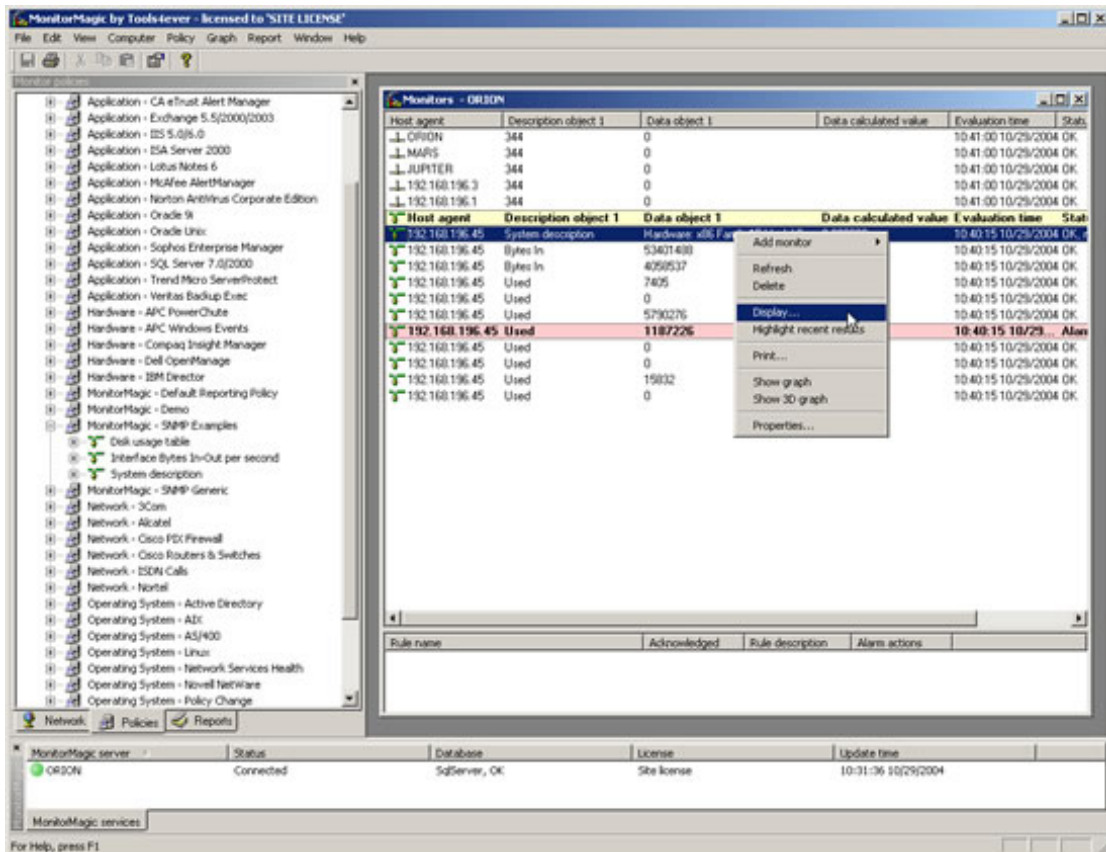 MonitorMagic by Tools4ever - licensed to 'SITE LICENSE'
File Edit View Computer Policy Graph Report Window Help
Monitor policies
Application - CA eTrust Alert Manager
Application - Exchange 5.5/2000/2003
Application - IIS 5.0/6.0
Application - ISA Server 2000
Application - Lotus Notes 6
Application - McAfee AlertManager
Application - Norton AntiVirus Corporate Edition
Application - Oracle 9i
Application - Oracle Unix
Application - Sophos Enterprise Manager
Application - SQL Server 7.0/2000
Application - Trend Micro ServerProtect
Application - Veritas Backup Exec
Hardware - APC PowerChute
Hardware - APC Windows Events
Hardware - Compaq Insight Manager
Hardware - Dell OpenManage
Hardware - IBM Director
MonitorMagic - Default Reporting Policy
MonitorMagic - Demo
MonitorMagic - SNMP Examples
Disk usage table
Interface Bytes In-Out per second
System description
MonitorMagic - SNMP Generic
Network - 3Com
Network - Alcatel
Network - Cisco PIX Firewall
Network - Cisco Routers & Switches
Network - ISDN Calls
Network - Nortel
Operating System - Active Directory
Operating System - AIX
Operating System - AS/400
Operating System - Linux
Operating System - Network Services Health
Operating System - Novell NetWare
Operating System - Policy Change
Network Policies Reports
Monitors - ORION
Host agent Description object 1 Data object 1 Data calculated value Evaluation time Stat
ORION 344 0 10:41:00 10/29/2004 OK
MARS 344 0 10:41:00 10/29/2004 OK
JUPITER 344 0 10:41:00 10/29/2004 OK
192.168.196.3 344 0 10:41:00 10/29/2004 OK
192.168.196.1 344 0 10:41:00 10/29/2004 OK
Host agent Description object 1 Data object 1 Data calculated value Evaluation time Stat
192.168.196.45 System description Hardware: x86 Fam 10:40:15 10/29/2004 OK,
192.168.196.45 Bytes In 53401488 10:40:15 10/29/2004 OK
192.168.196.45 Bytes In 4058537 10:40:15 10/29/2004 OK
192.168.196.45 Used 7405 10:40:15 10/29/2004 OK
192.168.196.45 Used 0 10:40:15 10/29/2004 OK
192.168.196.45 Used 5790276 10:40:15 10/29/2004 OK
192.168.196.45 Used 1187226 10:40:15 10/29... Alar
192.168.196.45 Used 0 10:40:15 10/29/2004 OK
192.168.196.45 Used 0 10:40:15 10/29/2004 OK
192.168.196.45 Used 15832 10:40:15 10/29/2004 OK
192.168.196.45 Used 0 10:40:15 10/29/2004 OK
Add monitor
Refresh
Delete
Display...
Highlight recent results
Print...
Show graph
Show 3D graph
Properties...
Rule name Acknowledged Rule description Alarm actions
MonitorMagic server Status Database License Update time
ORION Connected SqlServer, OK Site license 10:31:36 10/29/2004
MonitorMagic services
For Help, press F1